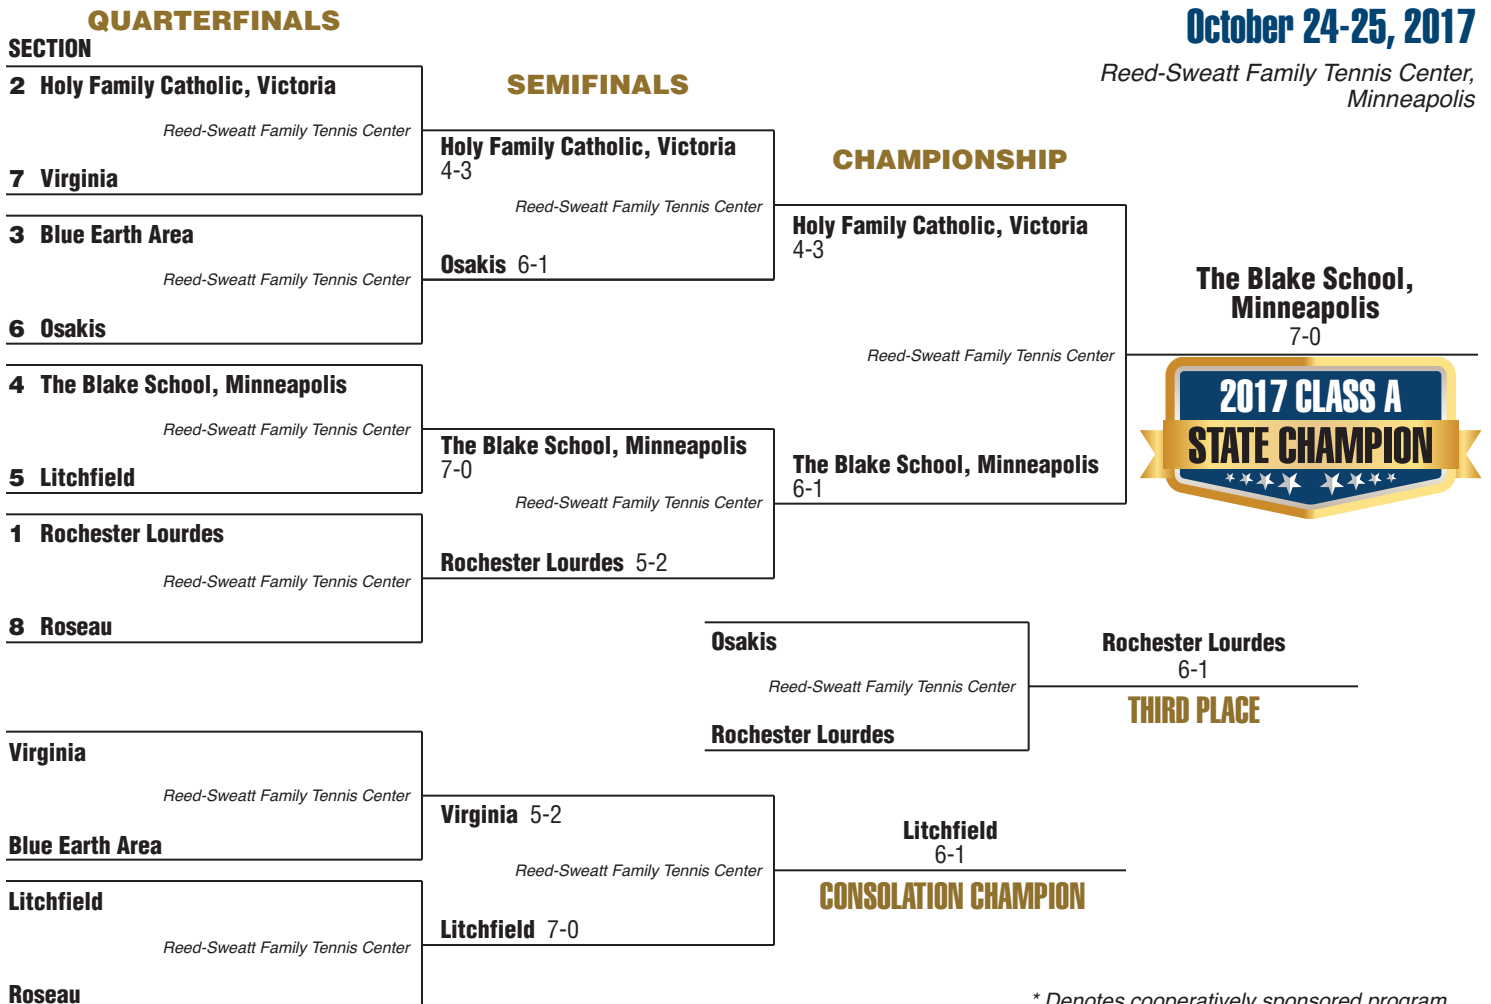 QUARTERFINALS
SECTION
October 24-25, 2017
Reed-Sweatt Family Tennis Center,
Minneapolis
SEMIFINALS
CHAMPIONSHIP
2 Holy Family Catholic, Victoria
Reed-Sweatt Family Tennis Center
7 Virginia
Holy Family Catholic, Victoria
4-3
Reed-Sweatt Family Tennis Center
3 Blue Earth Area
Reed-Sweatt Family Tennis Center
6 Osakis
Osakis 6-1
Holy Family Catholic, Victoria
4-3
Reed-Sweatt Family Tennis Center
The Blake School,
Minneapolis
7-0
2017 CLASS A
STATE CHAMPION
4 The Blake School, Minneapolis
Reed-Sweatt Family Tennis Center
5 Litchfield
The Blake School, Minneapolis
7-0
Reed-Sweatt Family Tennis Center
The Blake School, Minneapolis
6-1
1 Rochester Lourdes
Reed-Sweatt Family Tennis Center
8 Roseau
Rochester Lourdes 5-2
Osakis
Reed-Sweatt Family Tennis Center
Rochester Lourdes
Rochester Lourdes
6-1
THIRD PLACE
Virginia
Reed-Sweatt Family Tennis Center
Blue Earth Area
Virginia 5-2
Reed-Sweatt Family Tennis Center
Litchfield
6-1
CONSOLATION CHAMPION
Litchfield
Reed-Sweatt Family Tennis Center
Roseau
Litchfield 7-0
* Denotes cooperatively sponsored program